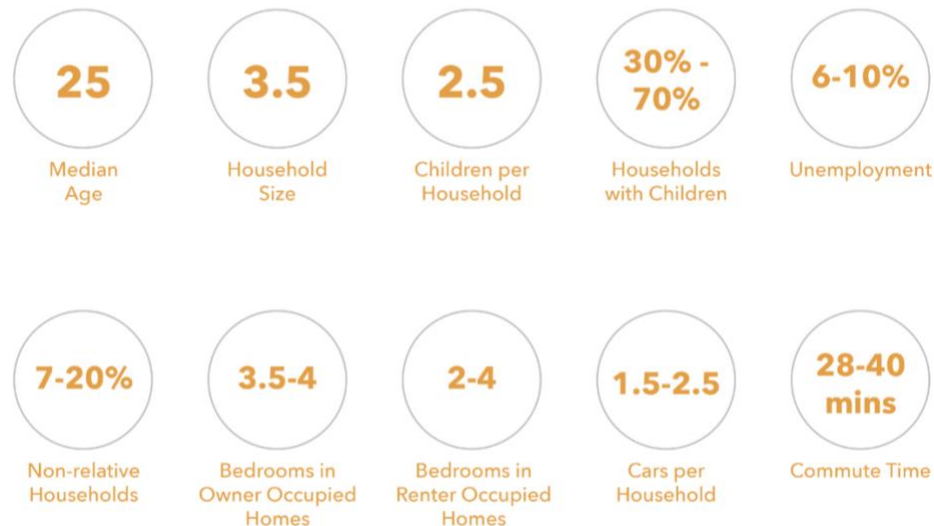 25
Median
Age
3.5
Household
Size
2.5
Children per
Household
30% -
70%
Households
with Children
6-10%
Unemployment
7-20%
Non-relative
Households
3.5-4
Bedrooms in
Owner Occupied
Homes
2-4
Bedrooms in
Renter Occupied
Homes
1.5-2.5
Cars per
Household
28-40
mins
Commute Time